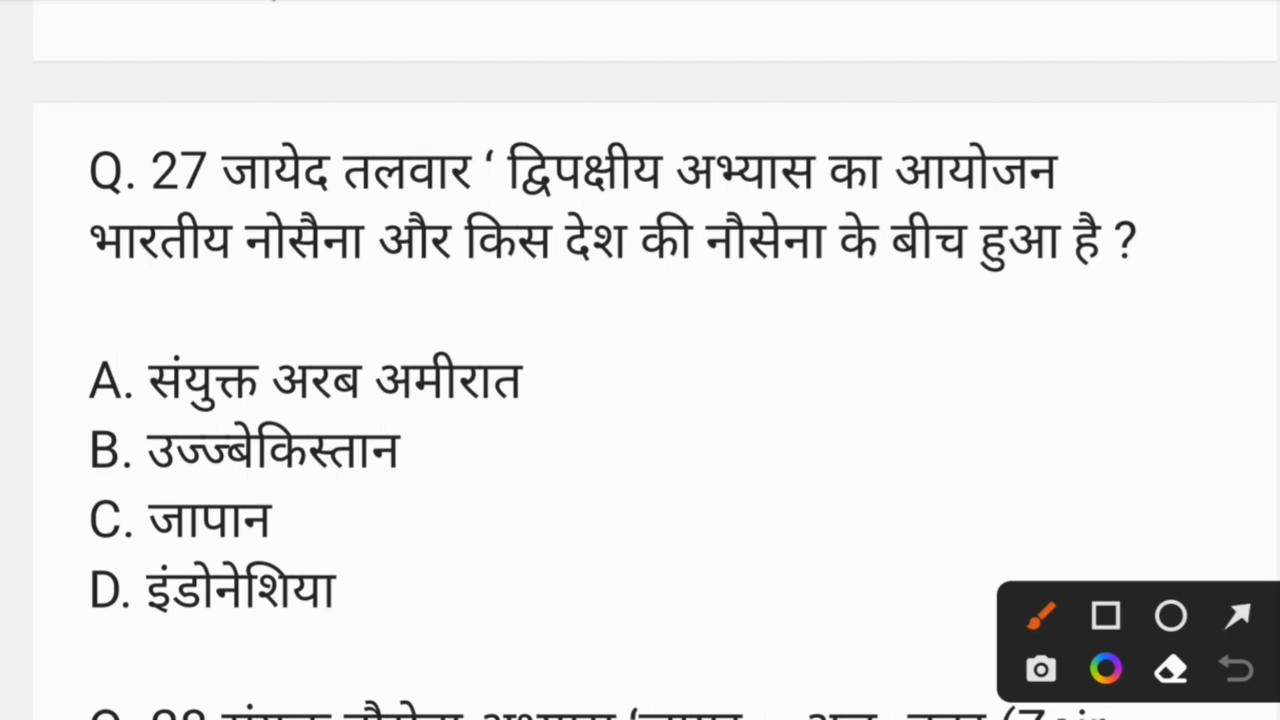 Q. 27 जायेद तलवार ‘ द्विपक्षीय अभ्यास का आयोजन
भारतीय नोसैना और किस देश की नौसेना के बीच हुआ है ?
A. संयुक्त अरब अमीरात
B. उज्ज्बेकिस्तान
C. जापान
D. इंडोनेशिया